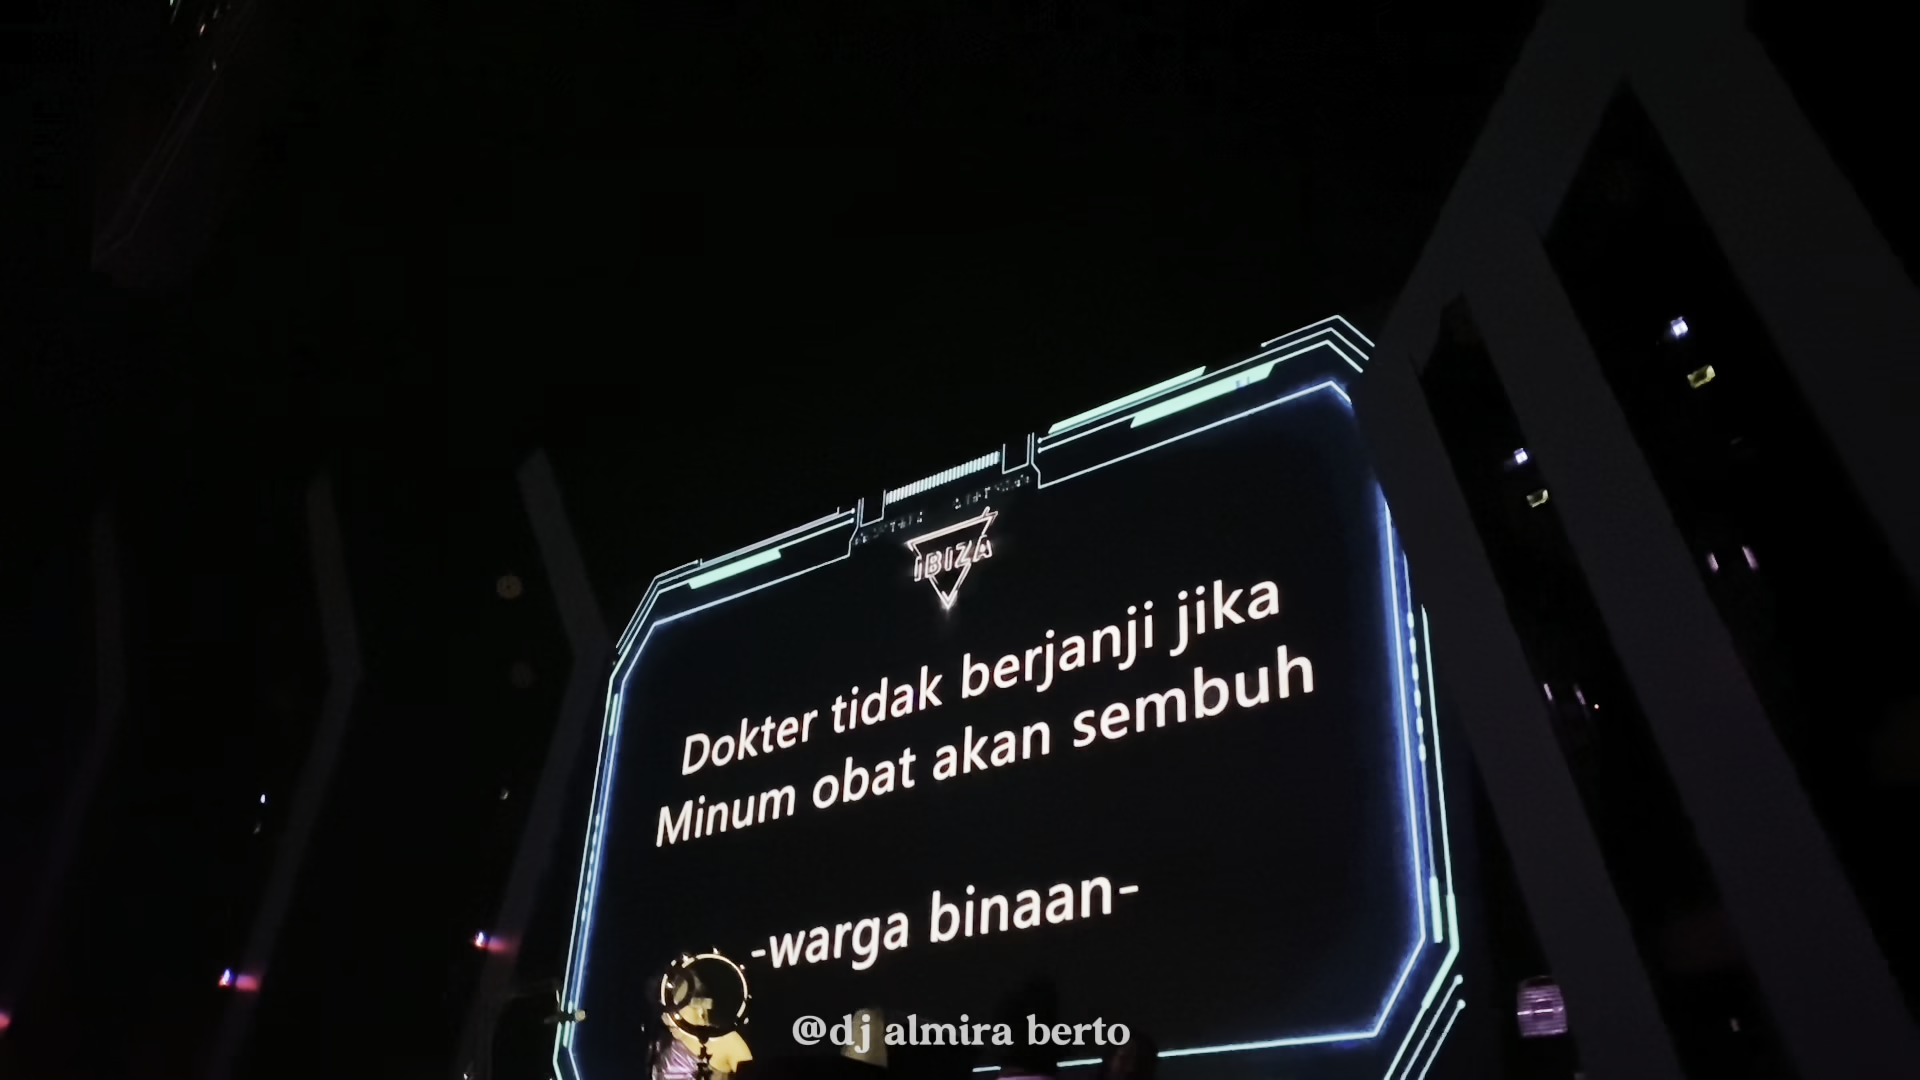 IBIZA
Dokter tidak berjanji jika
Minum obat akan sembuh
-warga binaan-
@dj almira berto